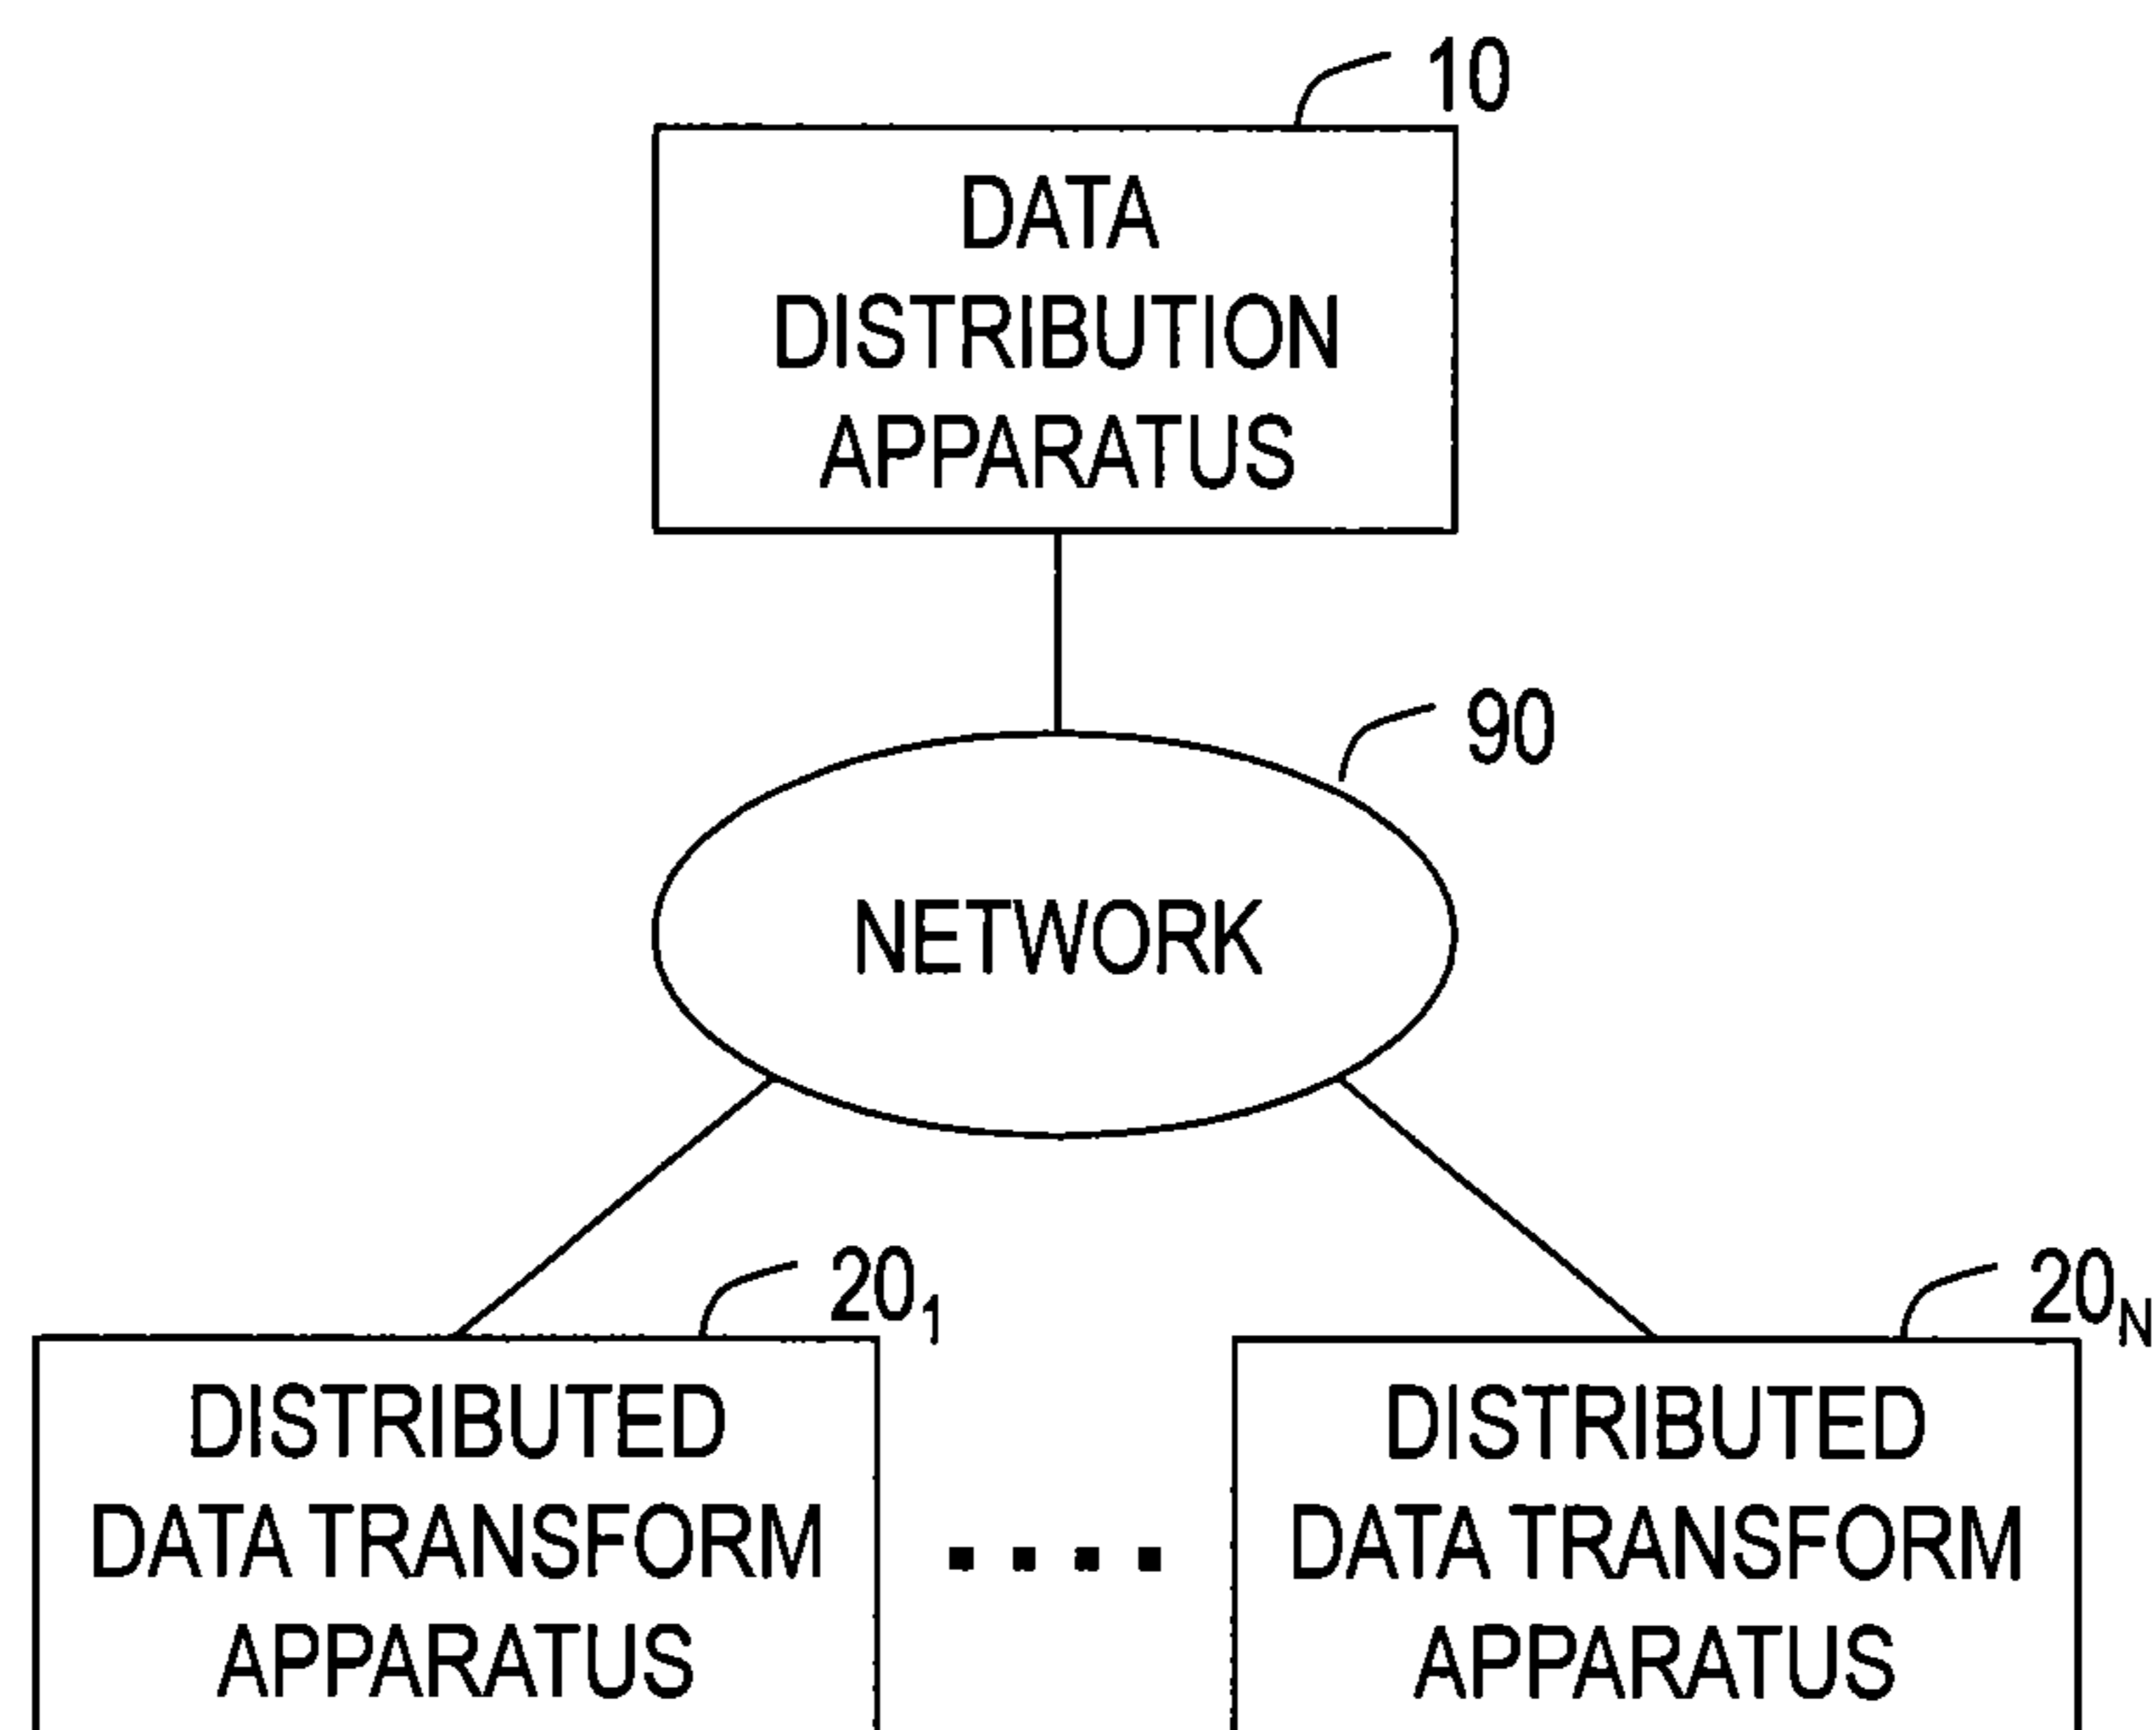 10
DATA
DISTRIBUTION
APPARATUS
90
NETWORK
20₁
20ₙ
DISTRIBUTED
DATA TRANSFORM
APPARATUS
DISTRIBUTED
DATA TRANSFORM
APPARATUS